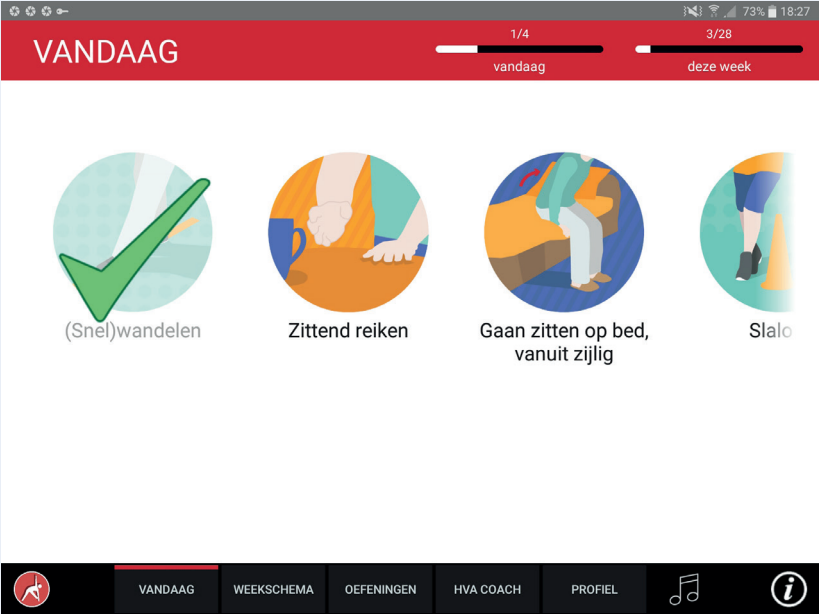 73% 18:27
VANDAAG
1/4
vandaag
3/28
deze week
(Snel)wandelen
Zittend reiken
Gaan zitten op bed,
vanuit zijlig
Slalo
VANDAAG
WEEKSCHEMA
OEFENINGEN
HVA COACH
PROFIEL
i